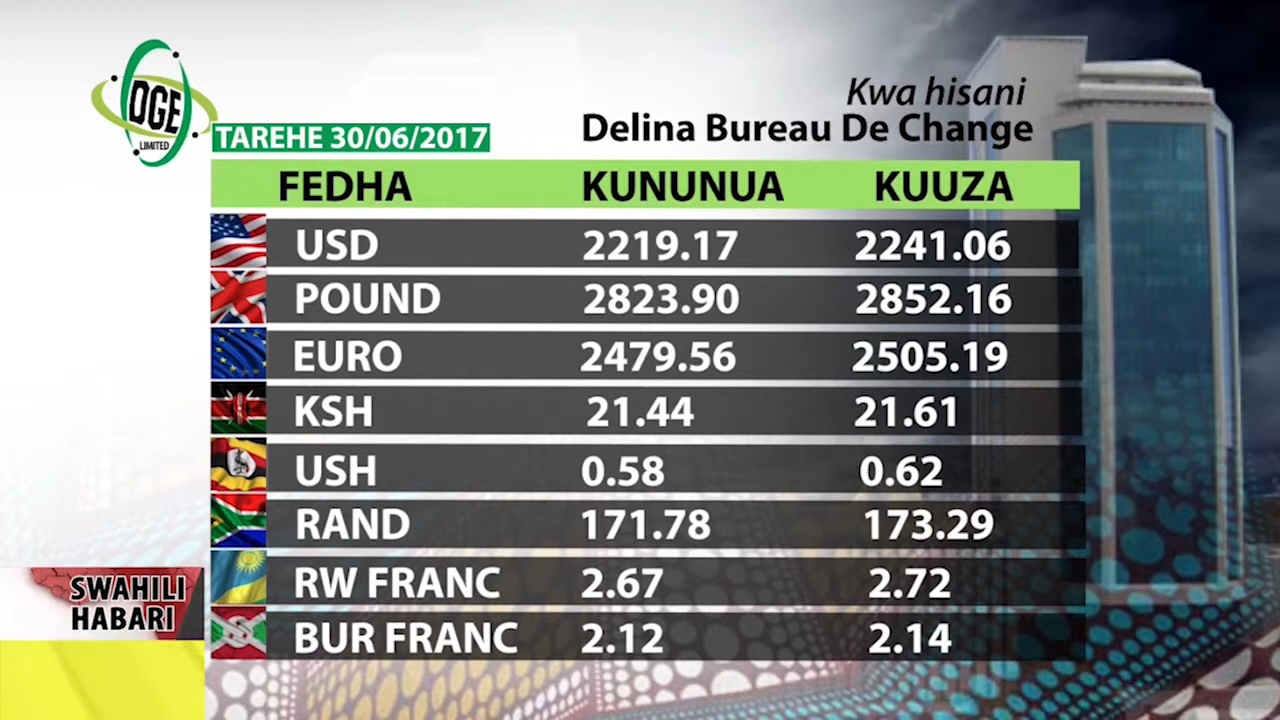 DGE
LIMITED
Kwa hisani
Delina Bureau De Change
TAREHE 30/06/2017
FEDHA KUNUNUA KUUZA
USD 2219.17 2241.06
POUND 2823.90 2852.16
EURO 2479.56 2505.19
KSH 21.44 21.61
USH 0.58 0.62
RAND 171.78 173.29
RW FRANC 2.67 2.72
BUR FRANC 2.12 2.14
SWAHILI
HABARI